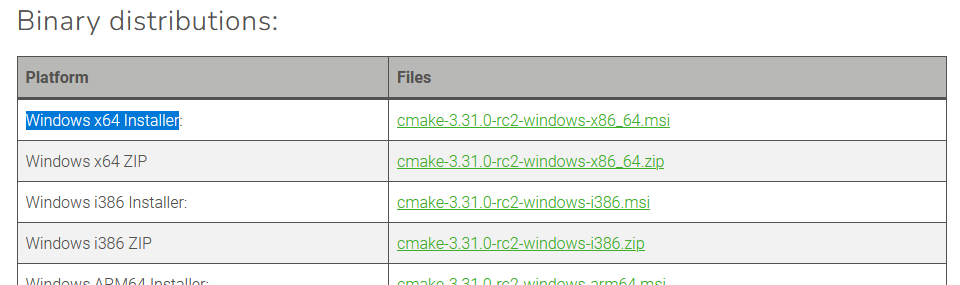 Binary distributions:
Platform Files
Windows x64 Installer: cmake-3.31.0-rc2-windows-x86_64.msi
Windows x64 ZIP cmake-3.31.0-rc2-windows-x86_64.zip
Windows i386 Installer: cmake-3.31.0-rc2-windows-i386.msi
Windows i386 ZIP cmake-3.31.0-rc2-windows-i386.zip
Windows ARM64 Installer: cmake-3.31.0-rc2-windows-arm64.msi